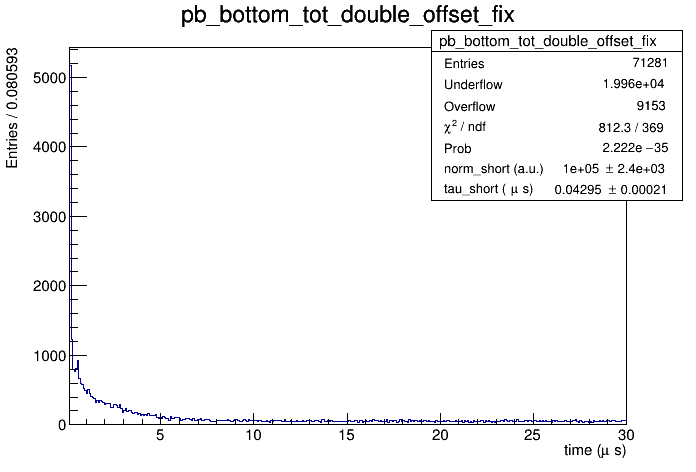 pb_bottom_tot_double_offset_fix
pb_bottom_tot_double_offset_fix
Entries 71281
Underflow 1.996e+04
Overflow 9153
χ² / ndf 812.3 / 369
Prob 2.222e −35
norm_short (a.u.) 1e+05 ± 2.4e+03
tau_short ( μ s) 0.04295 ± 0.00021
Entries / 0.080593
5000
4000
3000
2000
1000
0
5 10 15 20 25 30
time (μ s)